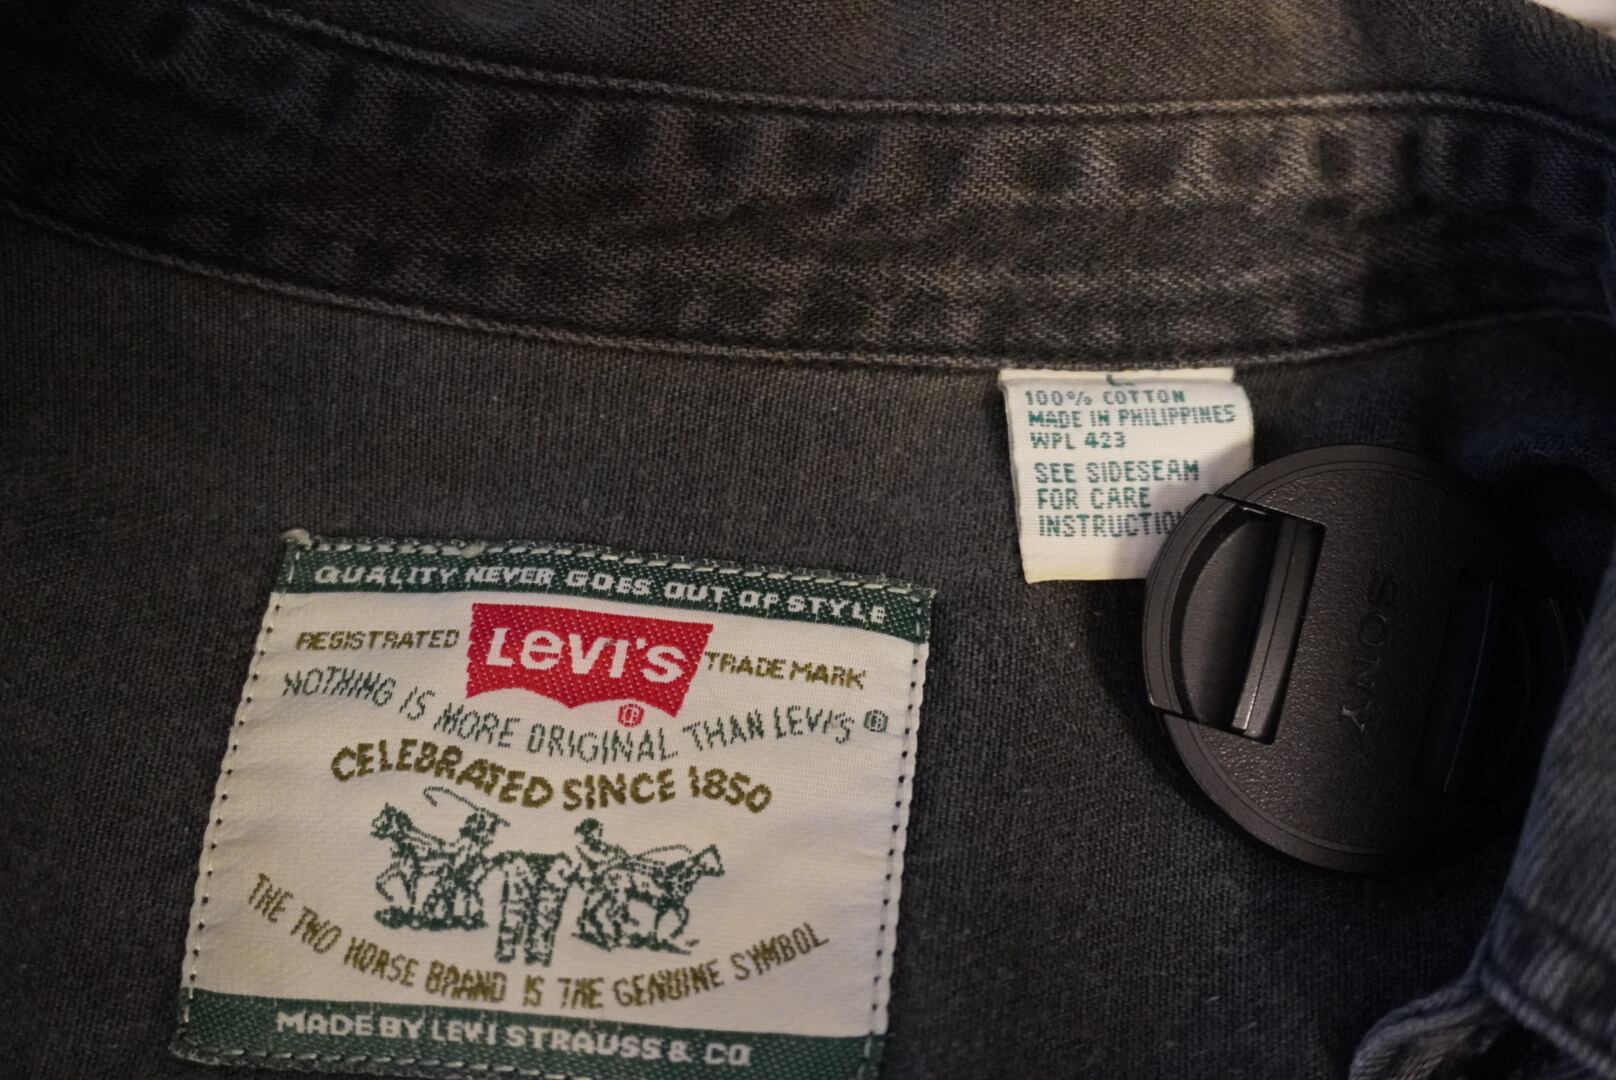 100% COTTON
MADE IN PHILIPPINES
WPL 423
SEE SIDESEAM
FOR CARE
QUALITY NEVER GOES OUT OF STYLE
REGISTRATED LEVI'S TRADE MARK
NOTHING IS MORE ORIGINAL THAN LEVI'S ®
CELEBRATED SINCE 1850
THE TWO HORSE BRAND IS THE GENUINE SYMBOL
MADE BY LEVI STRAUSS & CO
SONY